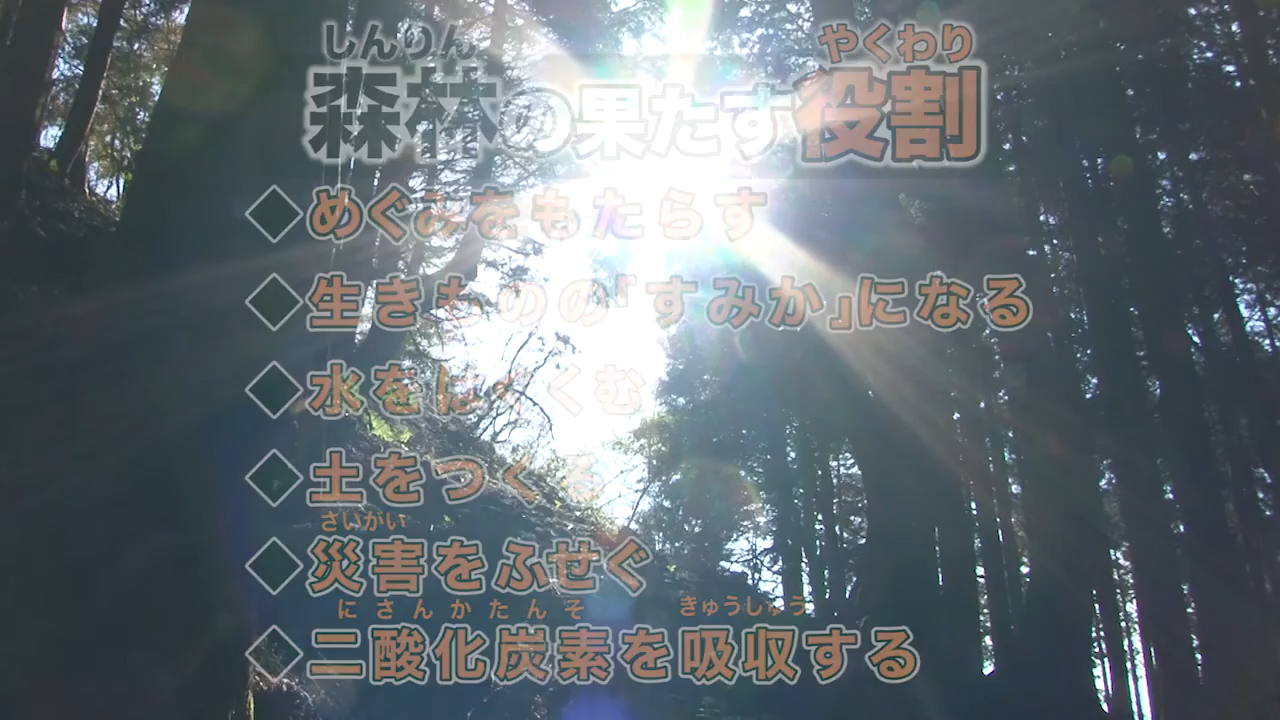 しんりん やくわり
森林の果たす役割
◇めぐみをもたらす
◇生きものの「すみか」になる
◇水をはぐくむ
◇土をつくる
さいがい
◇災害をふせぐ
にさんかたんそ きゅうしゅう
◇二酸化炭素を吸収する